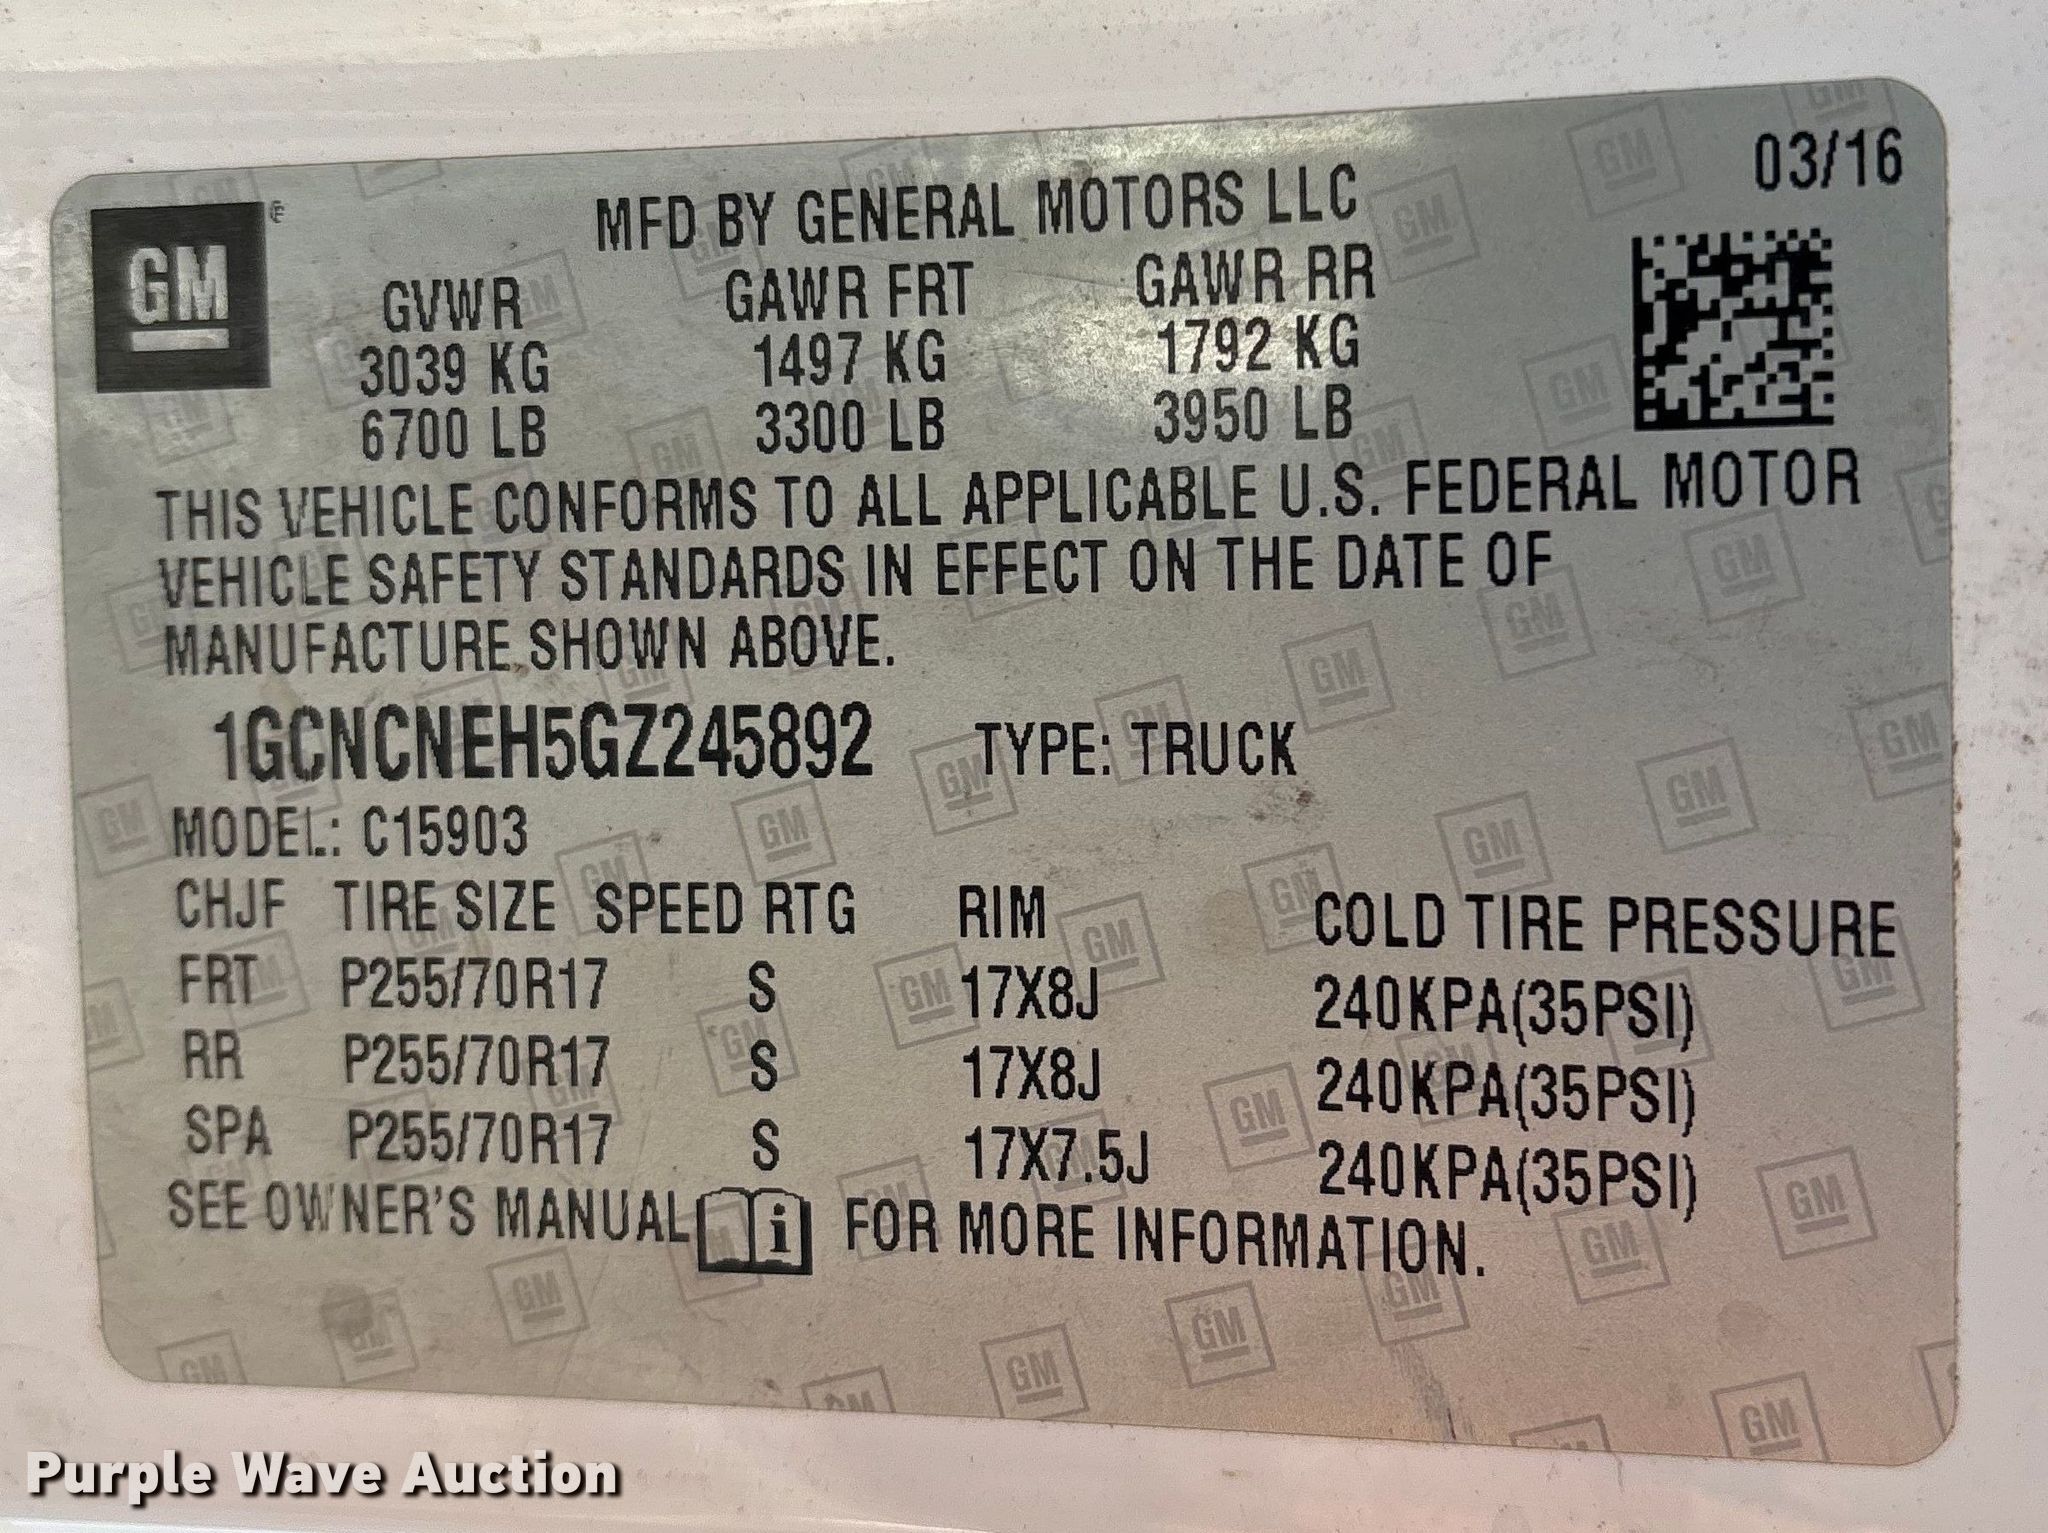 03/16
GM
MFD BY GENERAL MOTORS LLC
GVWR GAWR FRT GAWR RR
3039 KG 1497 KG 1792 KG
6700 LB 3300 LB 3950 LB
THIS VEHICLE CONFORMS TO ALL APPLICABLE U.S. FEDERAL MOTOR
VEHICLE SAFETY STANDARDS IN EFFECT ON THE DATE OF
MANUFACTURE SHOWN ABOVE.
1GCNCNEH5GZ245892 TYPE: TRUCK
MODEL: C15903
CHJF TIRE SIZE SPEED RTG RIM COLD TIRE PRESSURE
FRT P255/70R17 S 17X8J 240KPA(35PSI)
RR P255/70R17 S 17X8J 240KPA(35PSI)
SPA P255/70R17 S 17X7.5J 240KPA(35PSI)
SEE OWNER'S MANUAL i FOR MORE INFORMATION.
Purple Wave Auction